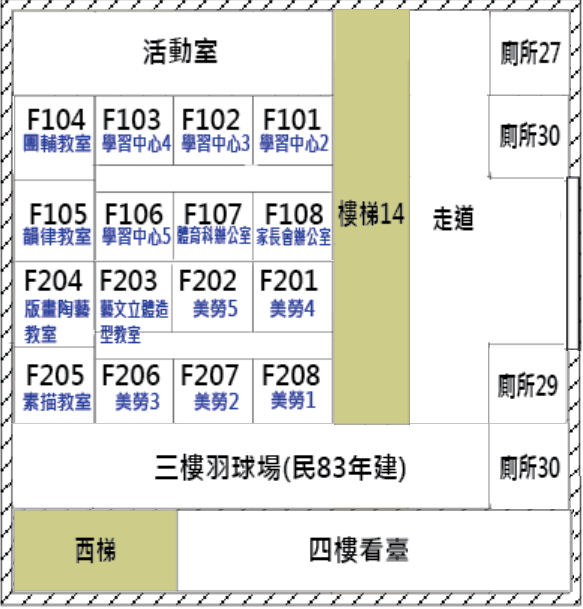 活動室
廁所27
F104 F103 F102 F101
團輔教室 學習中心4 學習中心3 學習中心2
廁所30
F105 F106 F107 F108
韻律教室 學習中心5 體育科辦公室 家長會辦公室
樓梯14
走道
F204 F203 F202 F201
版畫陶藝 藝文立體造 美勞5 美勞4
教室 型教室
F205 F206 F207 F208
素描教室 美勞3 美勞2 美勞1
廁所29
三樓羽球場(民83年建)
廁所30
西梯
四樓看臺